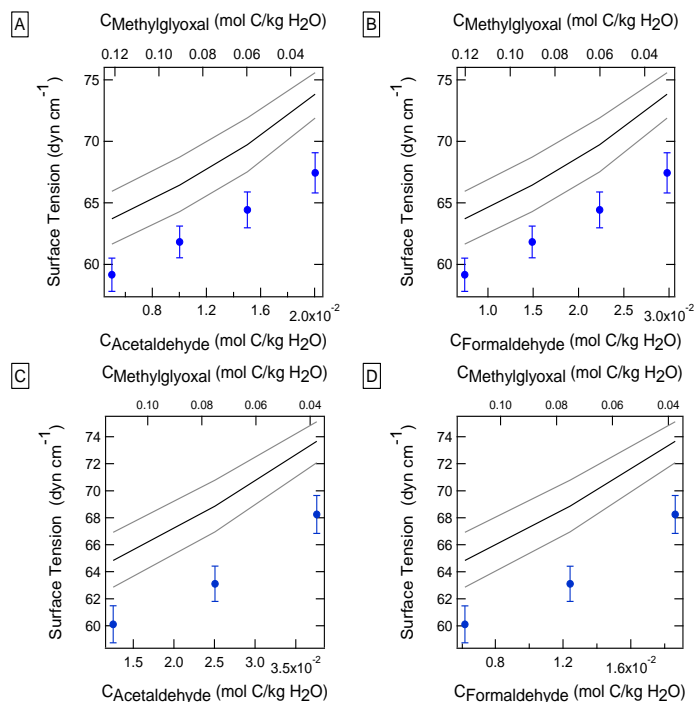 A
C_Methylglyoxal (mol C/kg H2O)
0.12 0.10 0.08 0.06 0.04
Surface Tension (dyn cm-1)
75
70
65
60
0.8 1.2 1.6 2.0x10-2
CAcetaldehyde (mol C/kg H2O)
B
CMethylglyoxal (mol C/kg H2O)
0.12 0.10 0.08 0.06 0.04
Surface Tension (dyn cm-1)
75
70
65
60
1.0 1.5 2.0 2.5 3.0x10-2
CFormaldehyde (mol C/kg H2O)
C
CMethylglyoxal (mol C/kg H2O)
0.10 0.08 0.06 0.04
Surface Tension (dyn cm-1)
74
72
70
68
66
64
62
60
1.5 2.0 2.5 3.0 3.5x10-2
CAcetaldehyde (mol C/kg H2O)
D
CMethylglyoxal (mol C/kg H2O)
0.10 0.08 0.06 0.04
Surface Tension (dyn cm-1)
74
72
70
68
66
64
62
60
0.8 1.2 1.6x10-2
CFormaldehyde (mol C/kg H2O)